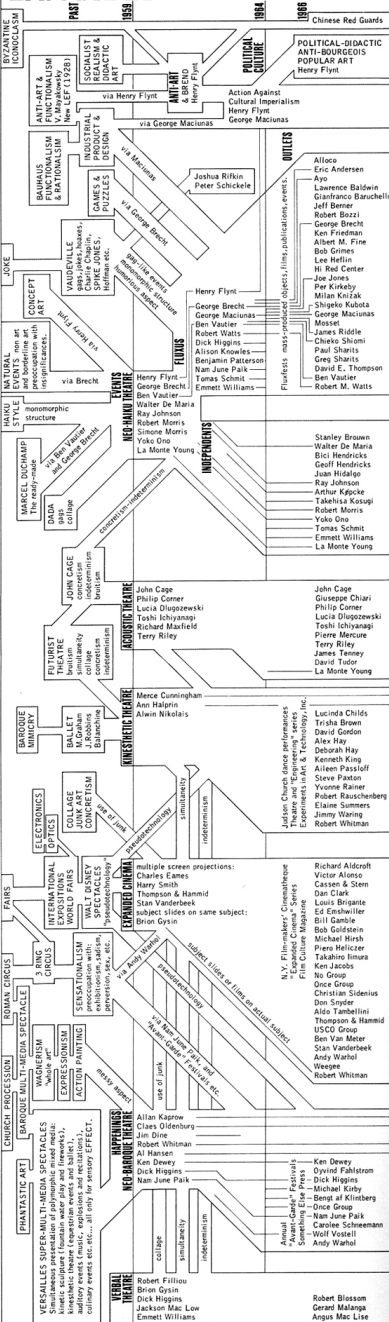 PAST
1959
1964
1966
BYZANTINE
ICONOCLASM
Chinese Red Guards
ANTI-ART &
FUNCTIONALISM
V. Mayakowsky
New LEF (1928)
SOCIALIST
REALISM &
DIDACTIC
ART
via Henry Flynt
ANTI-ART
& BREND
Henry Flynt
POLITICAL
CULTURE
POLITICAL-DIDACTIC
ANTI-BOURGEOIS
POPULAR ART
Henry Flynt
Action Against
Cultural Imperialism
Henry Flynt
George Maciunas
via George Maciunas
BAUHAUS
FUNCTIONALISM
& RATIONALSIM
INDUSTRIAL
PRODUCT &
DESIGN
GAMES &
PUZZLES
via Maciunas
via George Brecht
Joshua Rifkin
Peter Schickele
JOKE
VAUDEVILLE
gags, jokes, hoaxes,
Charlie Chaplin,
SPIKE JONES,
Hoffman etc.
gag-like events
monomorphic structure
humorious aspect
CONCEPT
ART
via Henry Flynt
NATURAL
EVENTS non art
and borderline art
preoccupation with
insignificances.
via Brecht
HAIKU
STYLE
monomorphic
structure
MARCEL DUCHAMP
The ready-made
via Ben Vautier
and George Brecht
DADA
gags
collage
concretism-indeterminism
EVENTS
NEO-HAIKU THEATRE
Henry Flynt
George Brecht
Ben Vautier
Walter De Maria
Ray Johnson
Robert Morris
Simone Morris
Yoko Ono
La Monte Young
FLUXUS
Henry Flynt
George Brecht
George Maciunas
Ben Vautier
Robert Watts
Dick Higgins
Alison Knowles
Benjamin Patterson
Nam June Paik
Tomas Schmit
Emmett Williams
OUTLETS
Fluxfests mass-produced objects, films, publications, events.
Alloco
Eric Andersen
Ayo
Lawrence Baldwin
Gianfranco Baruchello
Jeff Berner
Robert Bozzi
George Brecht
Ken Friedman
Albert M. Fine
Bob Grimes
Lee Heflin
Hi Red Center
Joe Jones
Per Kirkeby
Milan Knizak
Shigeko Kubota
George Maciunas
Mosset
James Riddle
Chieko Shiomi
Paul Sharits
Greg Sharits
David E. Thompson
Ben Vautier
Robert M. Watts
INDEPENDENTS
Stanley Brouwn
Walter De Maria
Bici Hendricks
Geoff Hendricks
Juan Hidalgo
Ray Johnson
Arthur Køpcke
Takehisa Kosugi
Robert Morris
Yoko Ono
Tomas Schmit
Emmett Williams
La Monte Young
JOHN CAGE
concretism
indeterminism
bruitism
FUTURIST
THEATRE
bruitism
simultaneity
collage
concretism
indeterminism
ACOUSTIC THEATRE
John Cage
Philip Corner
Lucia Dlugozewski
Toshi Ichiyanagi
Richard Maxfield
Terry Riley
John Cage
Giuseppe Chiari
Philip Corner
Lucia Dlugozewski
Toshi Ichiyanagi
Pierre Mercure
Terry Riley
James Tenney
David Tudor
La Monte Young
BAROQUE
MIMICRY
BALLET
M.Graham
J.Robbins
Balanchine
KINESTHETIC THEATRE
Merce Cunningham
Ann Halprin
Alwin Nikolais
Judson Church dance performances
Theatre and "Engineering" series
Experiments in Art & Technology, Inc.
Lucinda Childs
Trisha Brown
David Gordon
Alex Hay
Deborah Hay
Kenneth King
Aileen Passloff
Steve Paxton
Yvonne Rainer
Robert Rauschenberg
Elaine Summers
Jimmy Waring
Robert Whitman
simultaneity
indeterminism
COLLAGE
JUNK ART
CONCRETISM
use of junk
ELECTRONICS
OPTICS
pseudotechnology
FAIRS
INTERNATIONAL
EXPOSITIONS
WORLD FAIRS
WALT DISNEY
SPECTACLES
"pseudotechnology"
EXPANDED CINEMA
multiple screen projections:
Charles Eames
Harry Smith
Thompson & Hammid
Stan Vanderbeek
subject slides on same subject:
Brion Gysin
N.Y. Film-makers' Cinematheque
"Expanded Cinema" Series
Film Culture Magazine
Richard Aldcroft
Victor Alonso
Cassen & Stern
Dan Clark
Louis Brigante
Ed Emshwiller
Bill Gamble
Bob Goldstein
Michael Hirsh
Piero Heliczer
Takahiro Iimura
Ken Jacobs
No Group
Once Group
Christian Sidenius
Don Snyder
Aldo Tambellini
Thompson & Hammid
USCO Group
Ben Van Meter
Stan Vanderbeek
Andy Warhol
Weegee
Robert Whitman
ROMAN CIRCUS
3 RING
CIRCUS
SENSATIONALISM
preoccupation with:
exhibitionism, sadism,
perversion, sex, etc.
via Andy Warhol
pseudotechnology
subject slides or films on actual subject
CHURCH PROCESSION
BAROQUE MULTI-MEDIA SPECTACLE
WAGNERISM
"whole art"
EXPRESSIONISM
ACTION PAINTING
messy aspect
use of junk
via Nam June Paik, and
"Avant-Garde" Festivals etc.
PHANTASTIC ART
VERSAILLES SUPER-MULTI-MEDIA SPECTACLES
Simultaneous presentation of polymorphic mixed media:
kinetic sculpture (fountain water play and fireworks),
kinesthetic theatre (equestrian events and ballet),
auditory events (music, explosions and recitations),
culinary events etc. etc... all only for sensory EFFECT.
HAPPENINGS
NEO-BAROQUE THEATRE
Allan Kaprow
Claes Oldenburg
Jim Dine
Robert Whitman
Al Hansen
Ken Dewey
Dick Higgins
Nam June Paik
Annual
"Avant-Garde" Festivals
Something Else Press
Ken Dewey
Oyvind Fahlstrom
Dick Higgins
Michael Kirby
Bengt af Klintberg
Once Group
Nam June Paik
Carolee Schneemann
Wolf Vostell
Andy Warhol
collage
simultaneity
indeterminism
VERBAL
THEATRE
Robert Filliou
Brion Gysin
Dick Higgins
Jackson Mac Low
Emmett Williams
Robert Blossom
Gerard Malanga
Angus Mac Lise